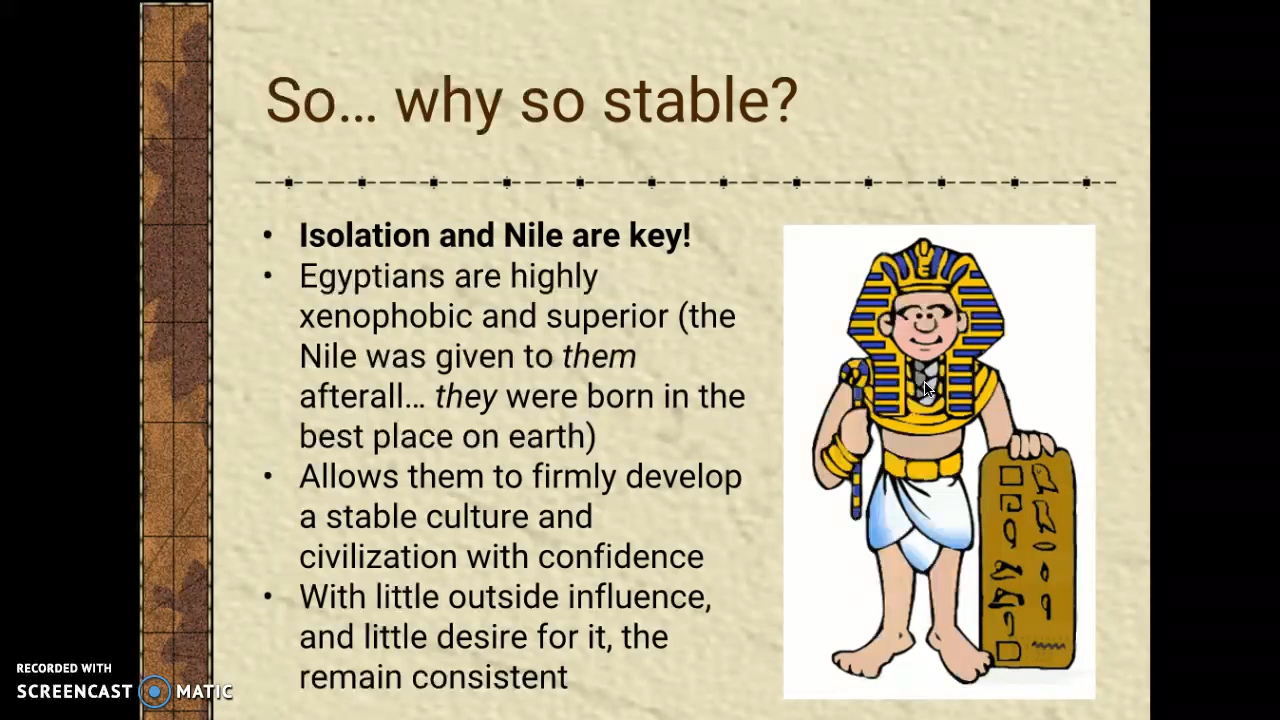 So... why so stable?
• Isolation and Nile are key!
• Egyptians are highly
xenophobic and superior (the
Nile was given to them
afterall... they were born in the
best place on earth)
• Allows them to firmly develop
a stable culture and
civilization with confidence
• With little outside influence,
and little desire for it, the
remain consistent
RECORDED WITH
SCREENCAST MATIC